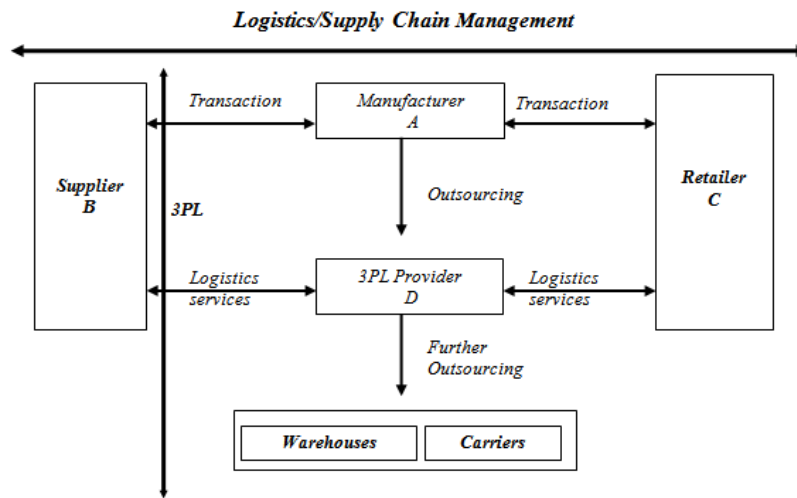 Logistics/Supply Chain Management
Transaction
Manufacturer
A
Transaction
Supplier
B
3PL
Outsourcing
Retailer
C
Logistics
services
3PL Provider
D
Logistics
services
Further
Outsourcing
Warehouses
Carriers